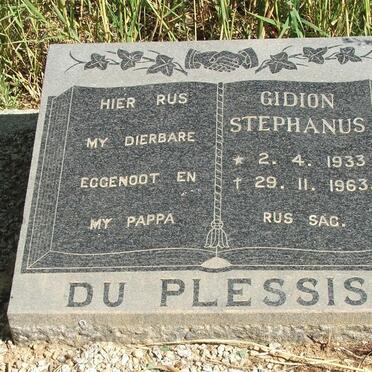 HIER RUS
MY DIERBARE
EGGENOOT EN
MY PAPPA
GIDION
STEPHANUS
* 2. 4. 1933
† 29. 11. 1963.
RUS SAG.
DU PLESSIS